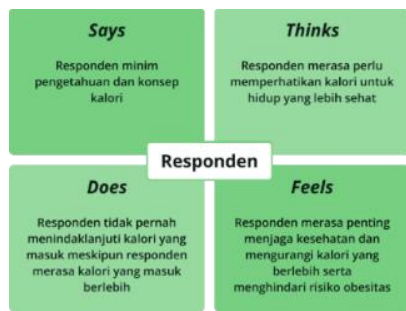 Says
Responden minim
pengetahuan dan konsep
kalori
Thinks
Responden merasa perlu
memperhatikan kalori untuk
hidup yang lebih sehat
Responden
Does
Responden tidak pernah
menindaklanjuti kalori yang
masuk meskipun responden
merasa kalori yang masuk
berlebih
Feels
Responden merasa penting
menjaga kesehatan dan
mengurangi kalori yang
berlebih serta
menghindari risiko obesitas